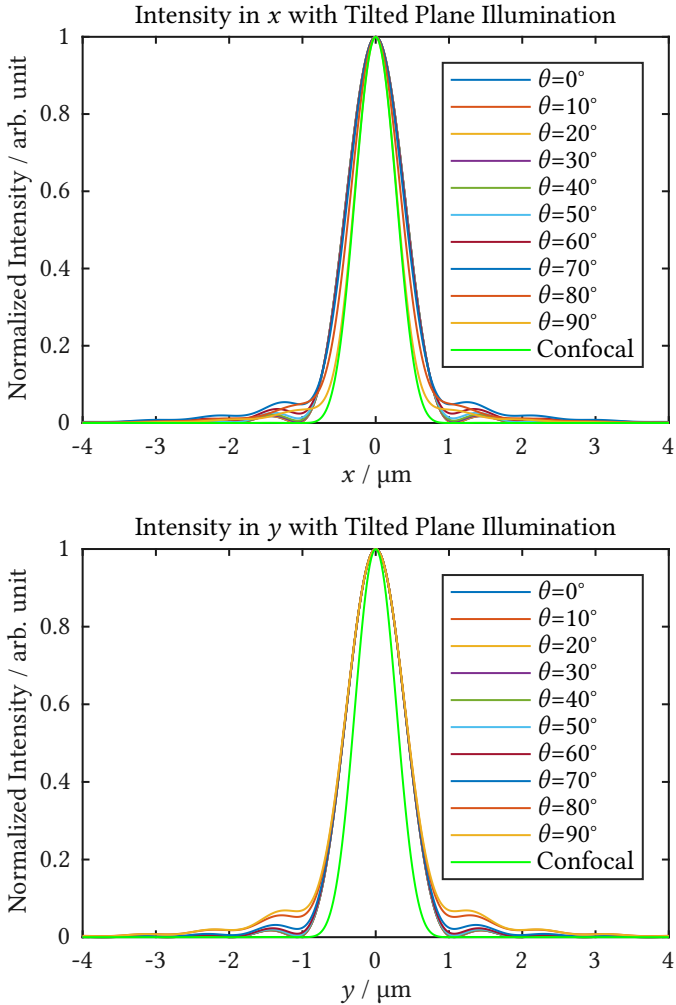 Intensity in x with Tilted Plane Illumination
Normalized Intensity / arb. unit
1
0.8
0.6
0.4
0.2
0
θ=0°
θ=10°
θ=20°
θ=30°
θ=40°
θ=50°
θ=60°
θ=70°
θ=80°
θ=90°
Confocal
-4 -3 -2 -1 0 1 2 3 4
x / μm
Intensity in y with Tilted Plane Illumination
Normalized Intensity / arb. unit
1
0.8
0.6
0.4
0.2
0
θ=0°
θ=10°
θ=20°
θ=30°
θ=40°
θ=50°
θ=60°
θ=70°
θ=80°
θ=90°
Confocal
-4 -3 -2 -1 0 1 2 3 4
y / μm